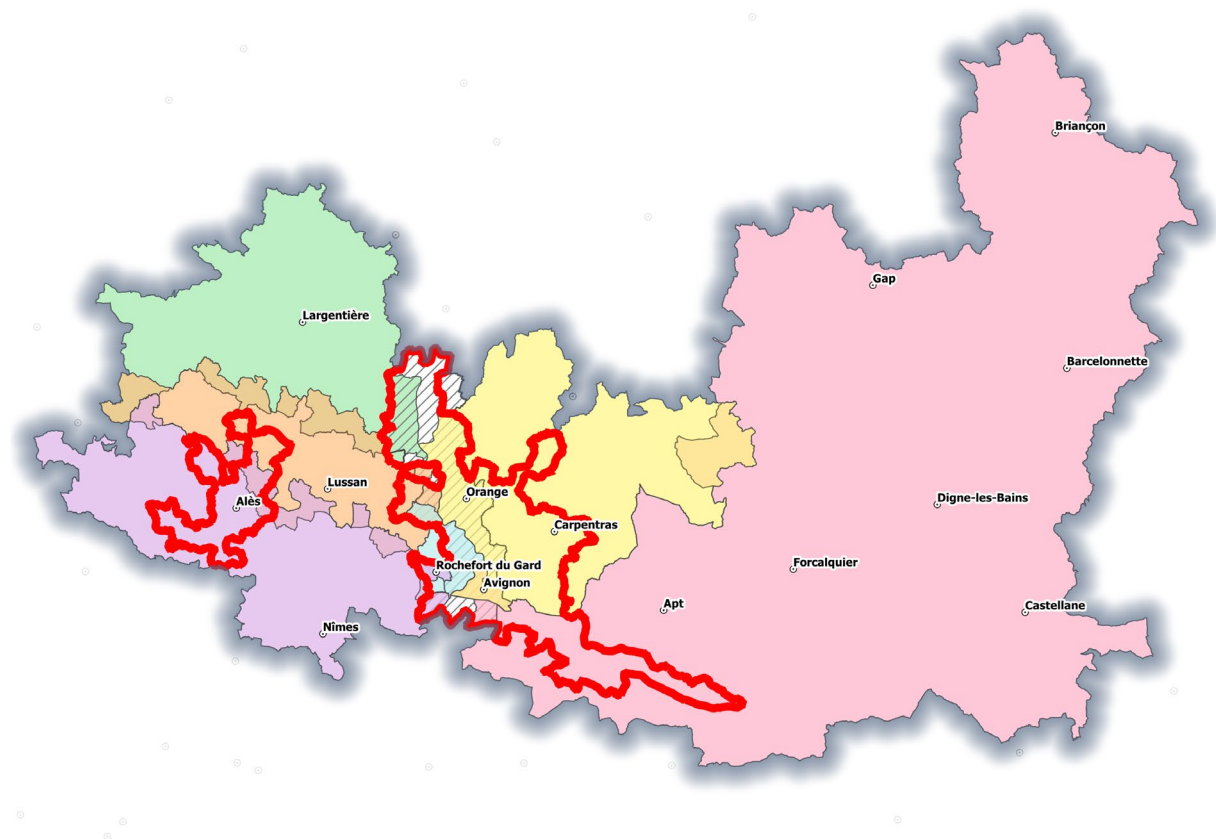 Briançon
Gap
Largentière
Barcelonnette
Lussan
Orange
Alès
Digne-les-Bains
Carpentras
Rochefort du Gard
Forcalquier
Avignon
Apt
Castellane
Nîmes